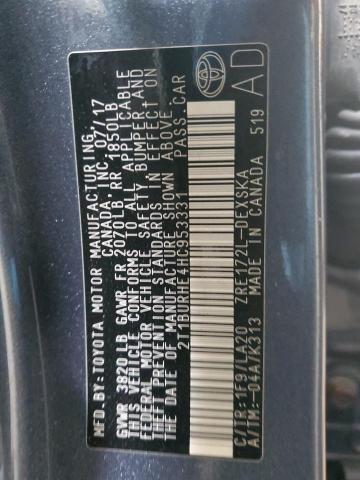 MFD.BY:TOYOTA MOTOR MANUFACTURING,
CANADA, INC. 07/17
GVWR 3820LB GAWR FR 2070LB RR 1850LB
THIS VEHICLE CONFORMS TO ALL APPLICABLE
FEDERAL MOTOR VEHICLE SAFETY BUMPER, AND
THEFT PREVENTION STANDARDS IN EFFECT ON
THE DATE OF MANUFACTURE SHOWN ABOVE.
2T1BURHE4HC953331 PASS.CAR
C/TR:1F9/LA20 ZRE172L-DEXSKA
A/TM:-04A/K313 MADE IN CANADA 519
AD
TOYOTA